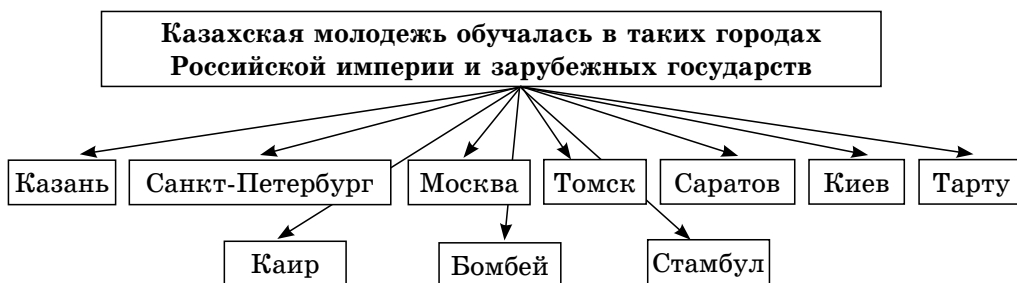 Казахская молодежь обучалась в таких городах
Российской империи и зарубежных государств
Казань Санкт-Петербург Москва Томск Саратов Киев Тарту
Каир Бомбей Стамбул